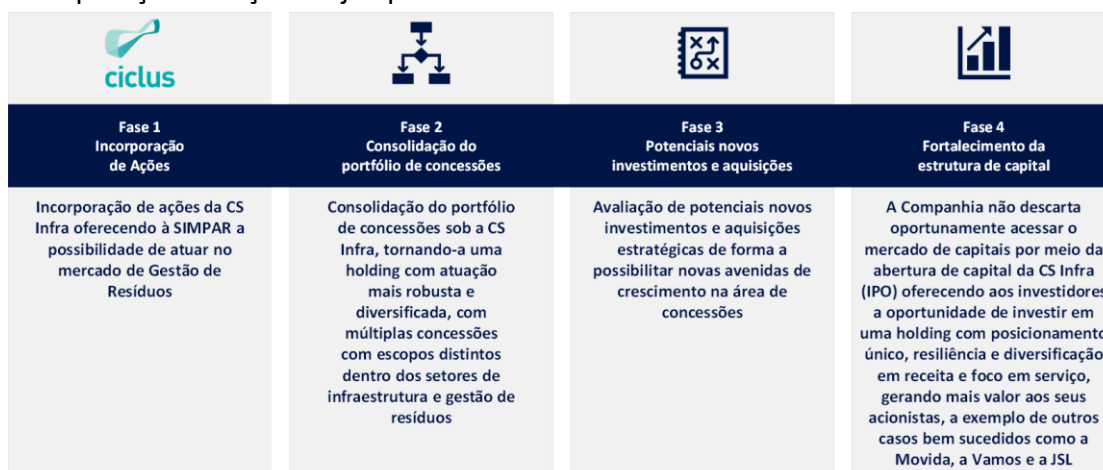 ciclus
Fase 1
Incorporação
de Ações
Incorporação de ações da CS
Infra oferecendo à SIMPAR a
possibilidade de atuar no
mercado de Gestão de
Resíduos
Fase 2
Consolidação do
portfólio de concessões
Consolidação do portfólio
de concessões sob a CS
Infra, tornando-a uma
holding com atuação
mais robusta e
diversificada, com
múltiplas concessões
com escopos distintos
dentro dos setores de
infraestrutura e gestão de
resíduos
Fase 3
Potenciais novos
investimentos e aquisições
Avaliação de potenciais novos
investimentos e aquisições
estratégicas de forma a
possibilitar novas avenidas de
crescimento na área de
concessões
Fase 4
Fortalecimento da
estrutura de capital
A Companhia não descarta
oportunamente acessar o
mercado de capitais por meio da
abertura de capital da CS Infra
(IPO) oferecendo aos investidores
a oportunidade de investir em
uma holding com posicionamento
único, resiliência e diversificação
em receita e foco em serviço,
gerando mais valor aos seus
acionistas, a exemplo de outros
casos bem sucedidos como a
Movida, a Vamos e a JSL